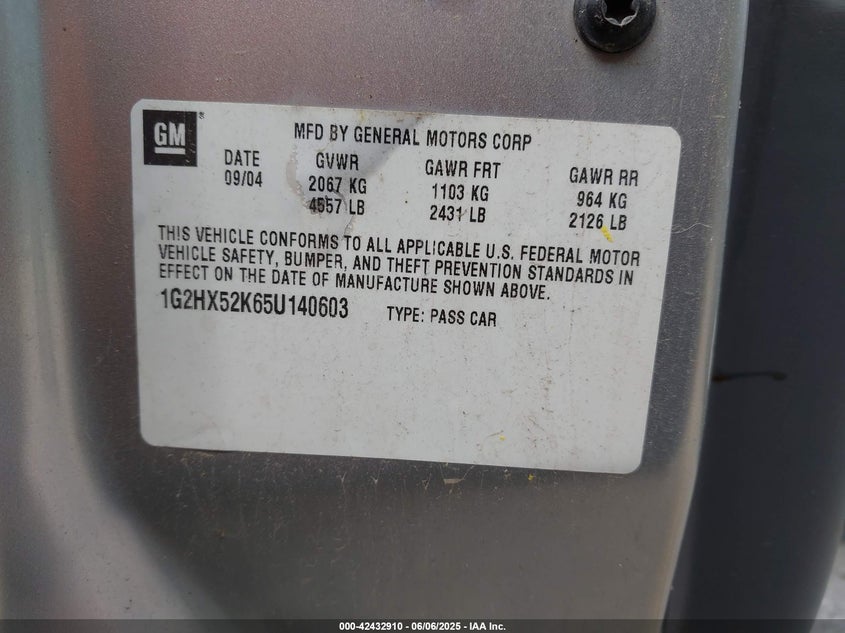 GM®
MFD BY GENERAL MOTORS CORP
DATE GVWR GAWR FRT GAWR RR
09/04 2067 KG 1103 KG 964 KG
4557 LB 2431 LB 2126 LB
THIS VEHICLE CONFORMS TO ALL APPLICABLE U.S. FEDERAL MOTOR
VEHICLE SAFETY, BUMPER, AND THEFT PREVENTION STANDARDS IN
EFFECT ON THE DATE OF MANUFACTURE SHOWN ABOVE.
1G2HX52K65U140603 TYPE: PASS CAR
000-42432910 - 06/06/2025 - IAA Inc.